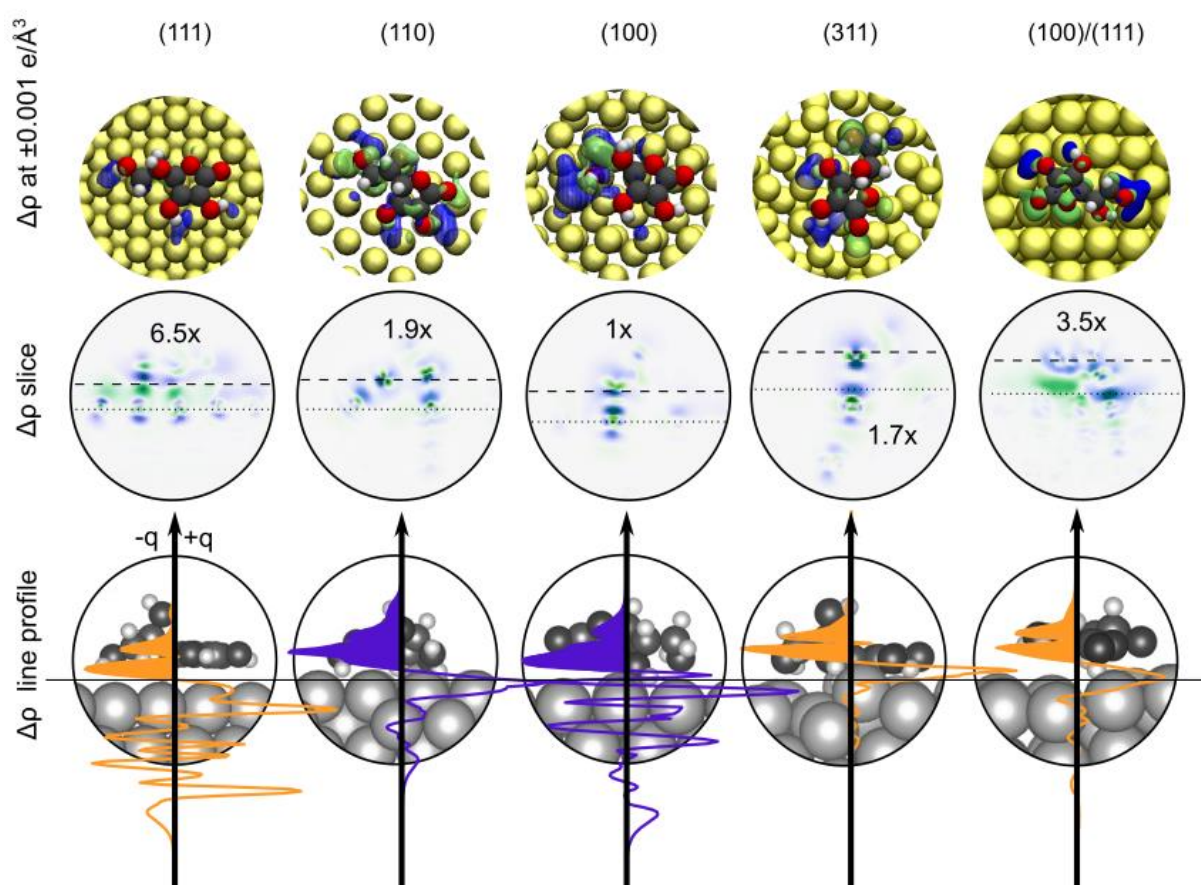 (111) (110) (100) (311) (100)/(111)
Δρ at ±0.001 e/Å³
Δρ slice
6.5x 1.9x 1x 1.7x 3.5x
Δρ line profile
-q +q